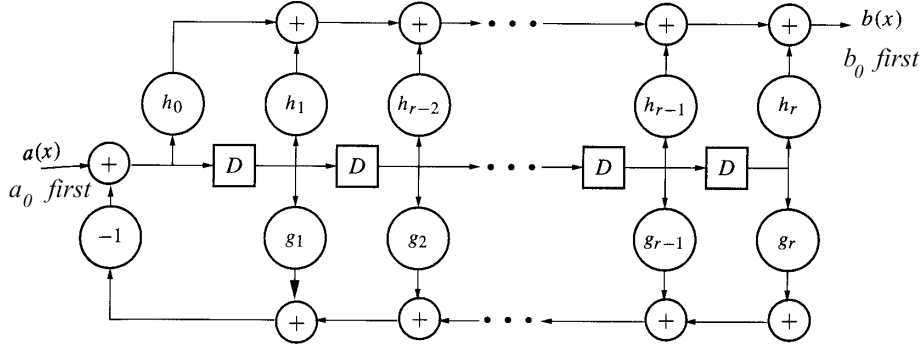 + + + + b(x)
b₀ first
h₀ h₁ hᵣ₋₂ hᵣ₋₁ hᵣ
a(x) + D D D D
a₀ first
−1 g₁ g₂ gᵣ₋₁ gᵣ
+ + + +